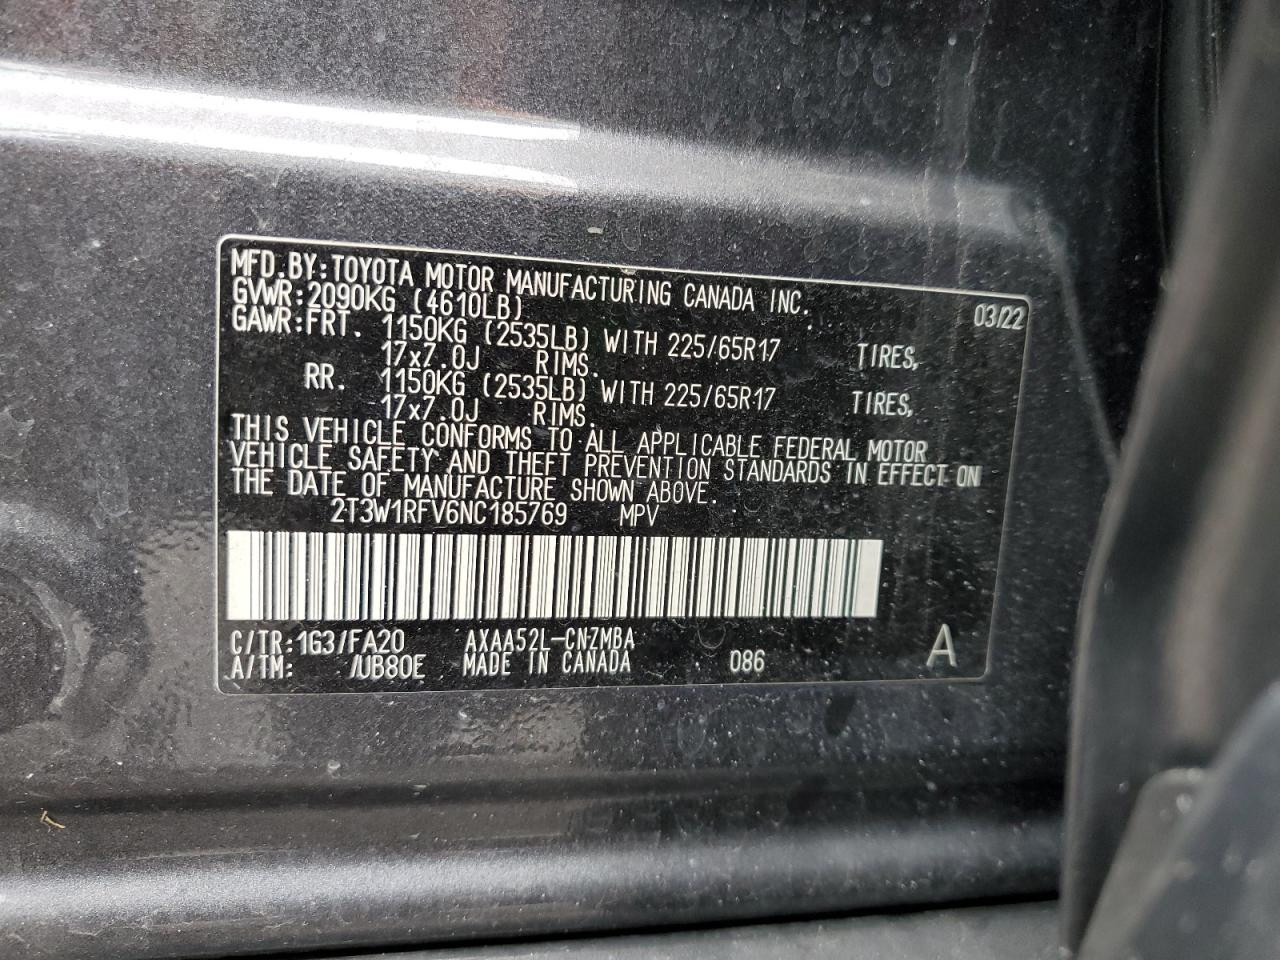 MFD.BY:TOYOTA MOTOR MANUFACTURING CANADA INC.
GVWR:2090KG (4610LB) 03/22
GAWR:FRT. 1150KG (2535LB) WITH 225/65R17 TIRES,
17x7.0J RIMS.
RR. 1150KG (2535LB) WITH 225/65R17 TIRES,
17x7.0J RIMS.
THIS VEHICLE CONFORMS TO ALL APPLICABLE FEDERAL MOTOR
VEHICLE SAFETY AND THEFT PREVENTION STANDARDS IN EFFECT ON
THE DATE OF MANUFACTURE SHOWN ABOVE.
2T3W1RFV6NC185769 MPV
C/TR:1G3/FA20 AXAA52L-CNZMBA
A/TM: /UB80E MADE IN CANADA 086 A